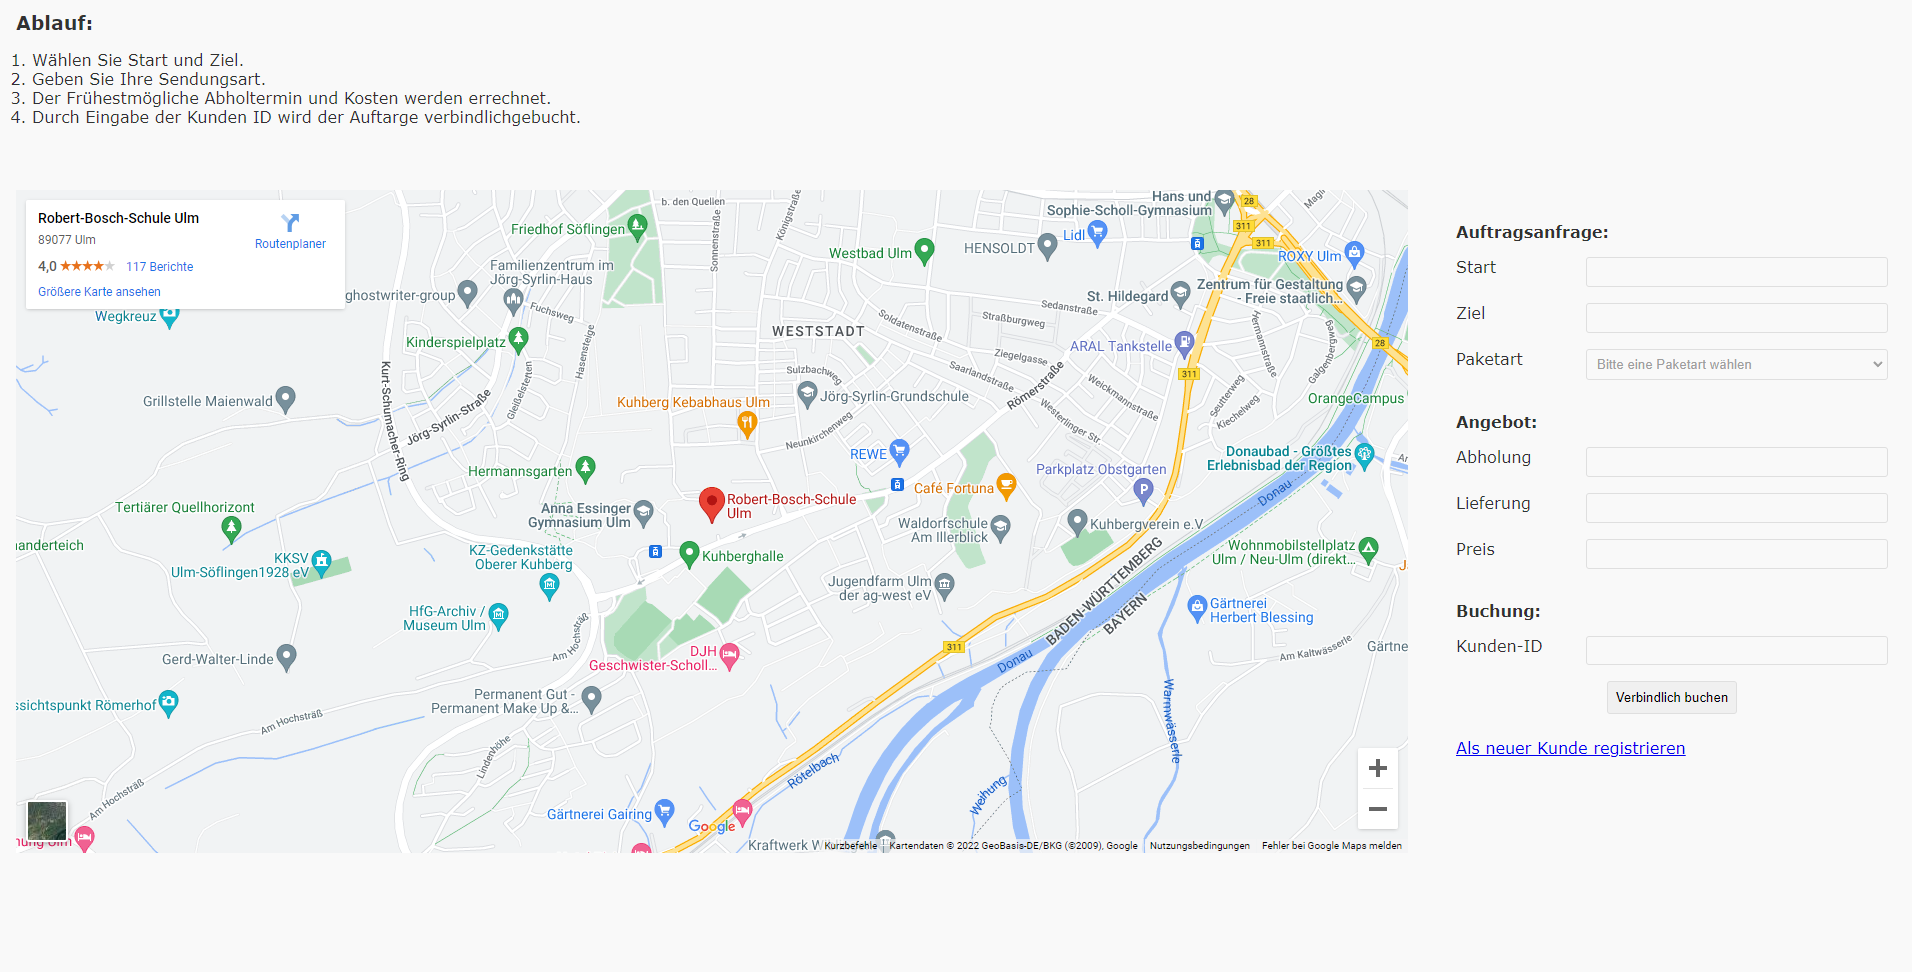 Ablauf:
1. Wählen Sie Start und Ziel.
2. Geben Sie Ihre Sendungsart.
3. Der Frühestmögliche Abholtermin und Kosten werden errechnet.
4. Durch Eingabe der Kunden ID wird der Auftarge verbindlichgebucht.
Robert-Bosch-Schule Ulm
89077 Ulm
Routenplaner
4,0
117 Berichte
Größere Karte ansehen
Wegkreuz
b. den Quellen
Friedhof Söflingen
Sonnenstraße
Königstraße
Westbad Ulm
HENSOLDT
Hans und
Sophie-Scholl-Gymnasium
Lidl
28
311
311
ROXY Ulm
Familienzentrum im
Jörg-Syrlin-Haus
ghostwriter-group
Fuchsweg
Hasensteige
Kinderspielplatz
Gleißelstetten
WESTSTADT
Soldatenstraße
Straßburgweg
Sedanstraße
St. Hildegard
Zentrum für Gestaltung
- Freie staatlich...
Hermannstraße
Galgenbergweg
28
ARAL Tankstelle
311
Ziegelgasse
Saarlandstraße
Sulzbachweg
Römerstraße
Weickmannstraße
Westerlinger Str
Seutterweg
Kiechelweg
OrangeCampus
Kurt-Schumacher-Ring
Jörg-Syrlin-Straße
Grillstelle Maienwald
Kuhberg Kebabhaus Ulm
Jörg-Syrlin-Grundschule
Neunkirchenweg
REWE
Hermannsgarten
Café Fortuna
Parkplatz Obstgarten
Donaubad - Größtes
Erlebnisbad der Region
Donau
Robert-Bosch-Schule
Ulm
Anna Essinger
Gymnasium Ulm
Tertiärer Quellhorizont
Waldorfschule
Am Illerblick
Kuhbergverein e.V
KKSV
Ulm-Söflingen1928 eV
KZ-Gedenkstätte
Oberer Kuhberg
Kuhberghalle
Wohnmobilstellplatz
Ulm / Neu-Ulm (direkt...
Jugendfarm Ulm
der ag-west eV
HfG-Archiv /
Museum Ulm
BADEN-WÜRTTEMBERG
BAYERN
Gärtnerei
Herbert Blessing
Am Hochsträß
Gerd-Walter-Linde
DJH
Geschwister-Scholl...
311
Donau
Am Kaltwässerle
Gärtne
ssichtspunkt Römerhof
Permanent Gut -
Permanent Make Up &...
Am Hochsträß
Lindenhöhe
Warmwässerle
Rötelbach
Weihung
Am Hochsträß
Gärtnerei Gairing
Google
Kraftwerk W
Kurzbefehle
Kartendaten © 2022 GeoBasis-DE/BKG (©2009), Google
Nutzungsbedingungen
Fehler bei Google Maps melden
Auftragsanfrage:
Start
Ziel
Paketart
Bitte eine Paketart wählen
Angebot:
Abholung
Lieferung
Preis
Buchung:
Kunden-ID
Verbindlich buchen
Als neuer Kunde registrieren